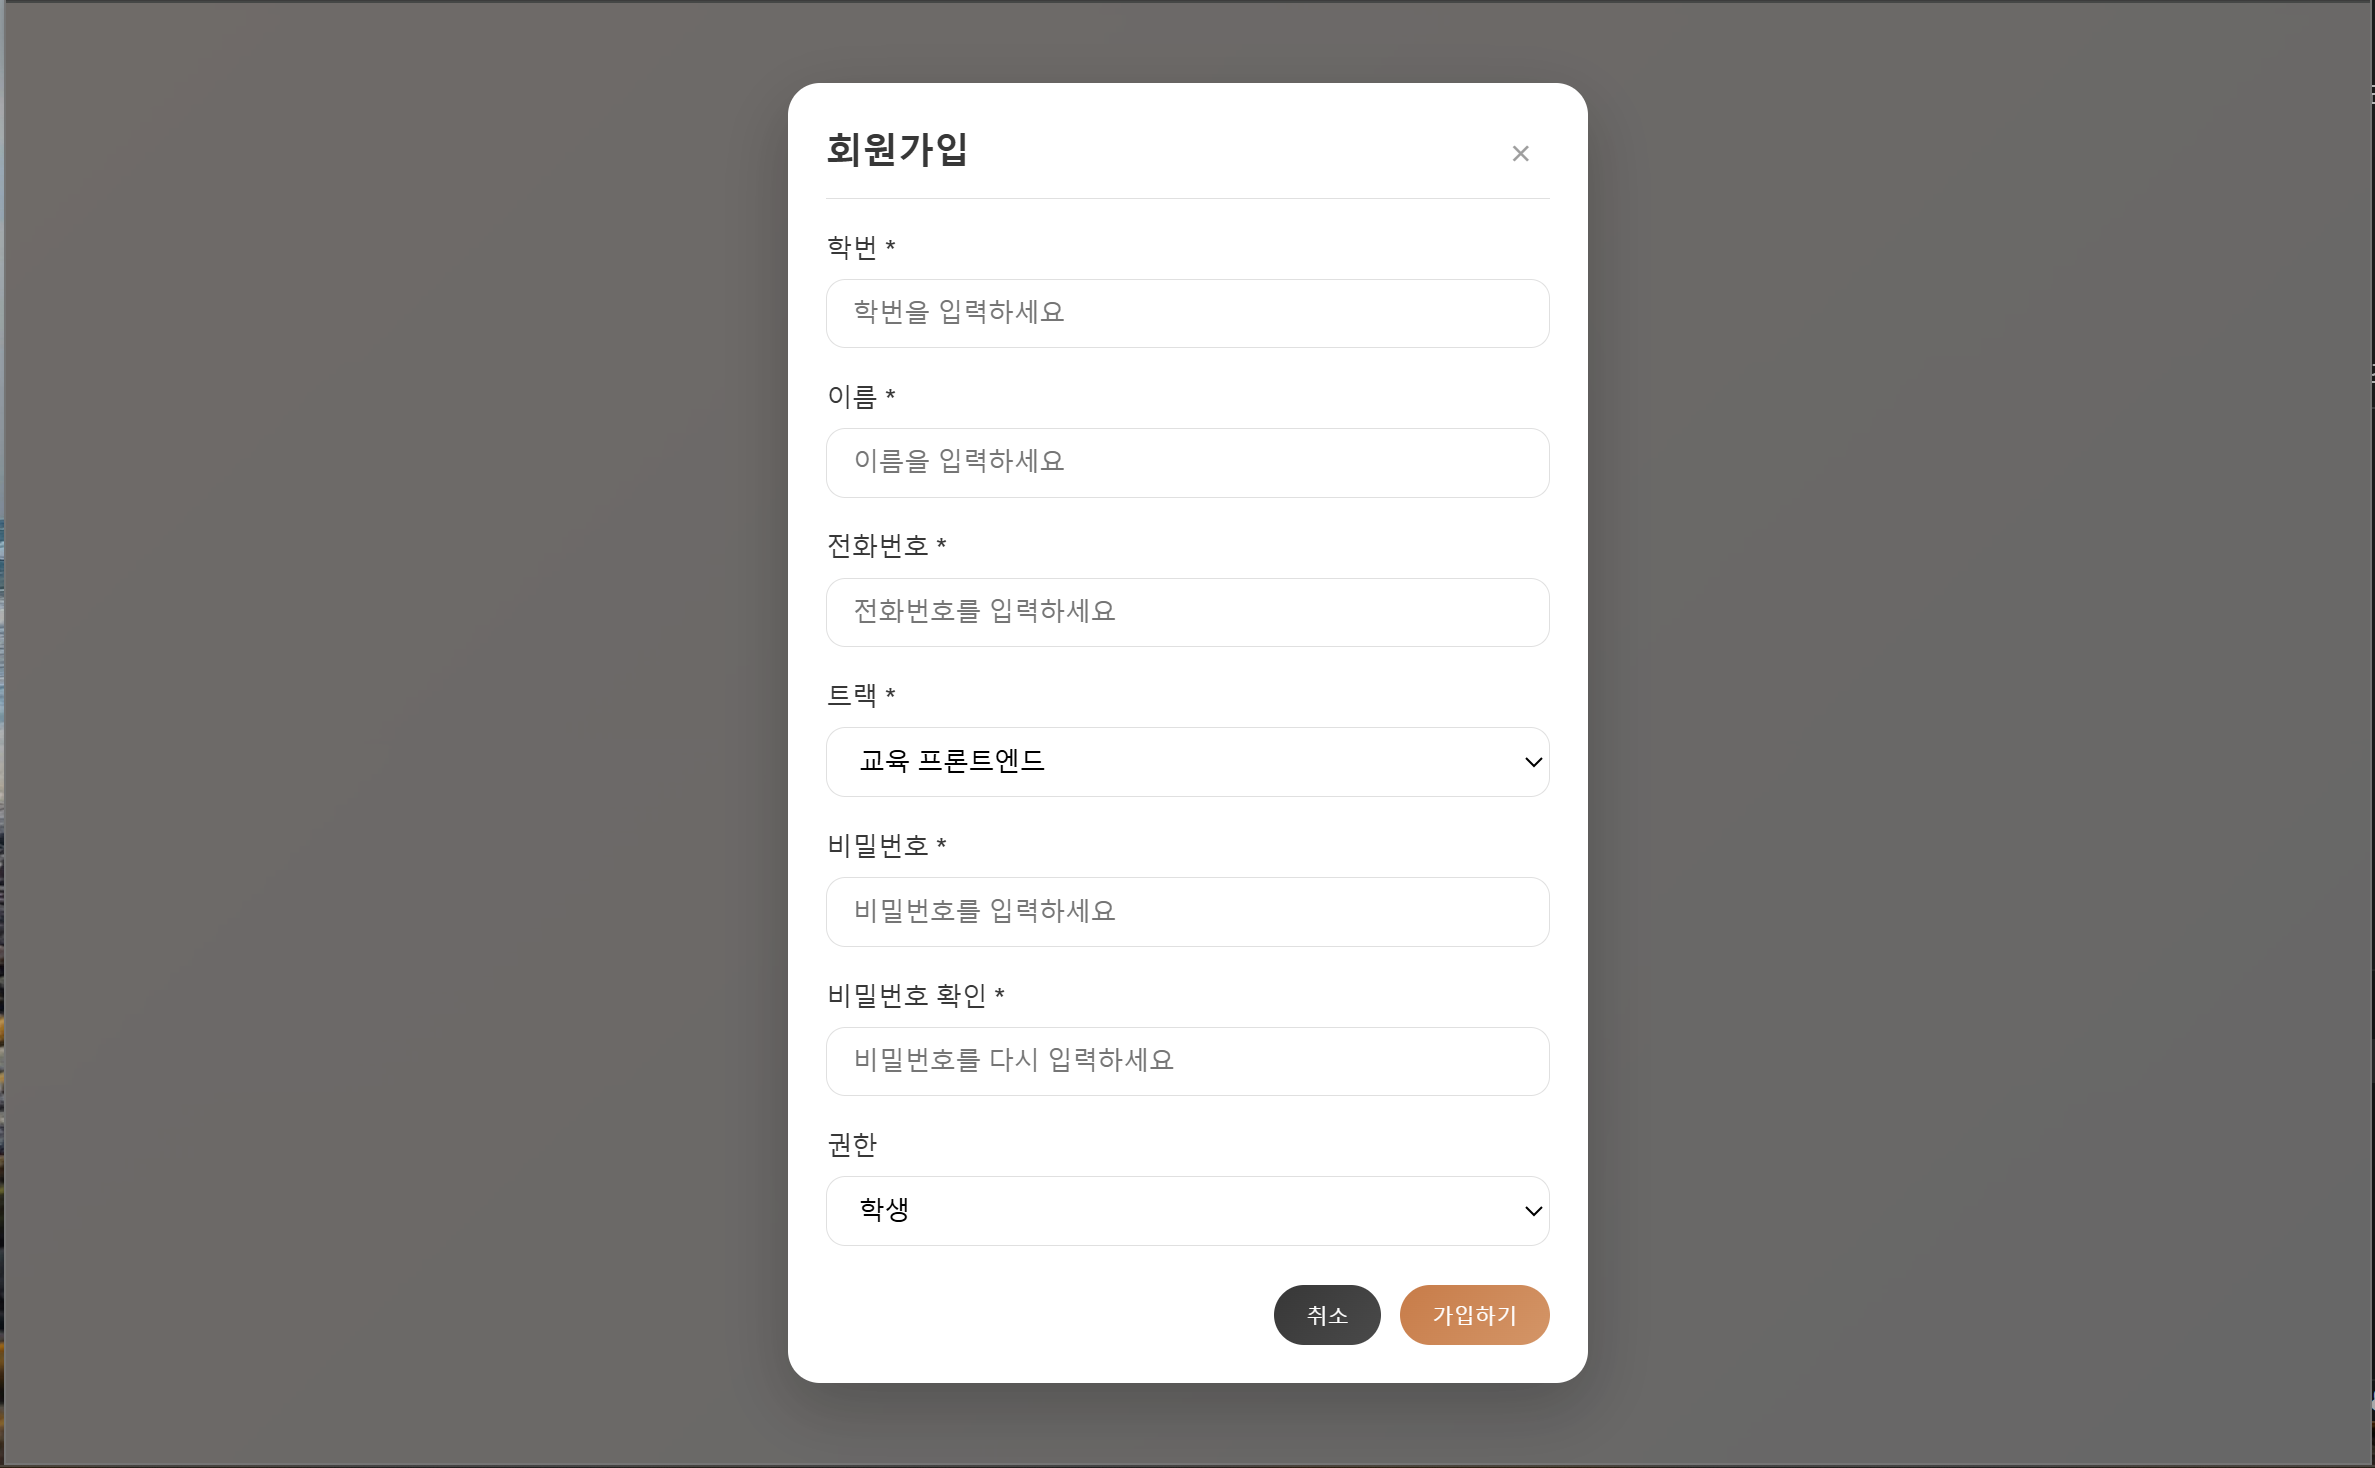 회원가입
×
학번 *
학번을 입력하세요
이름 *
이름을 입력하세요
전화번호 *
전화번호를 입력하세요
트랙 *
교육 프론트엔드
비밀번호 *
비밀번호를 입력하세요
비밀번호 확인 *
비밀번호를 다시 입력하세요
권한
학생
취소 가입하기